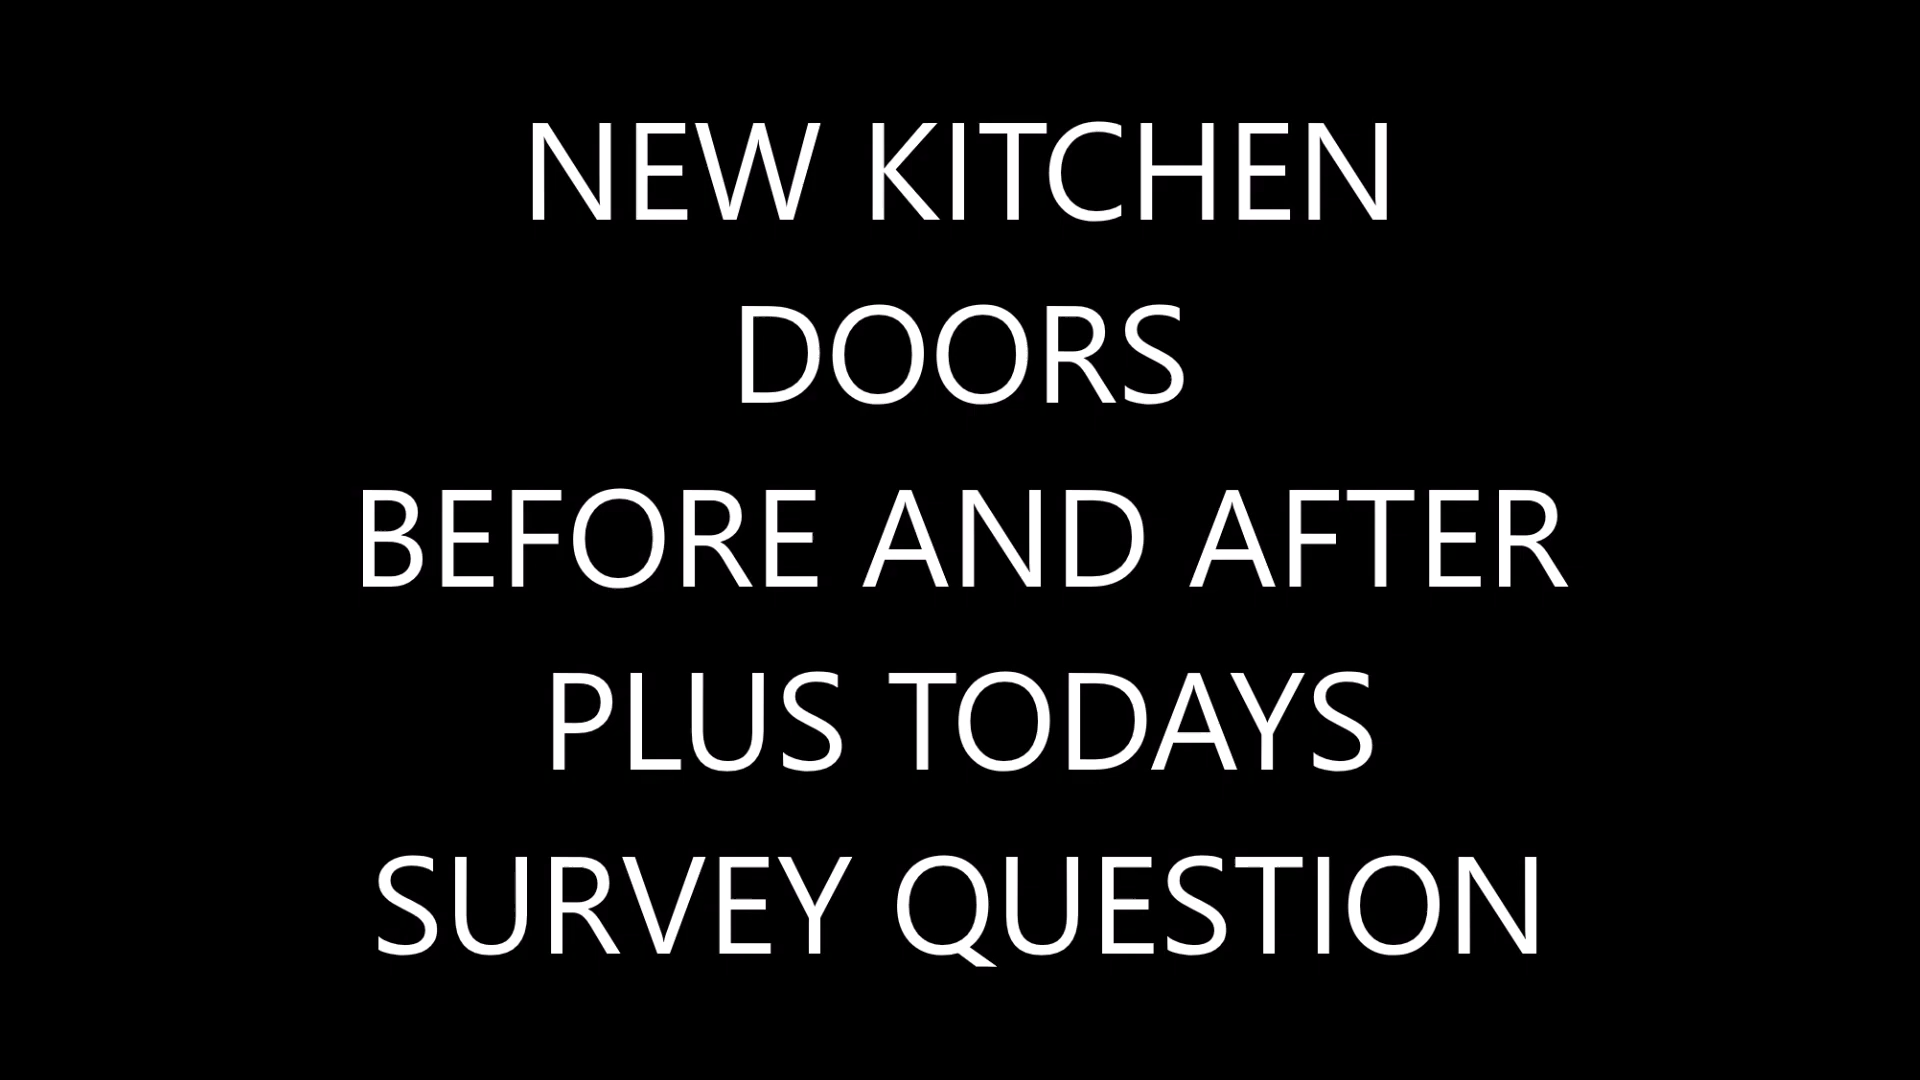 NEW KITCHEN
DOORS
BEFORE AND AFTER
PLUS TODAYS
SURVEY QUESTION